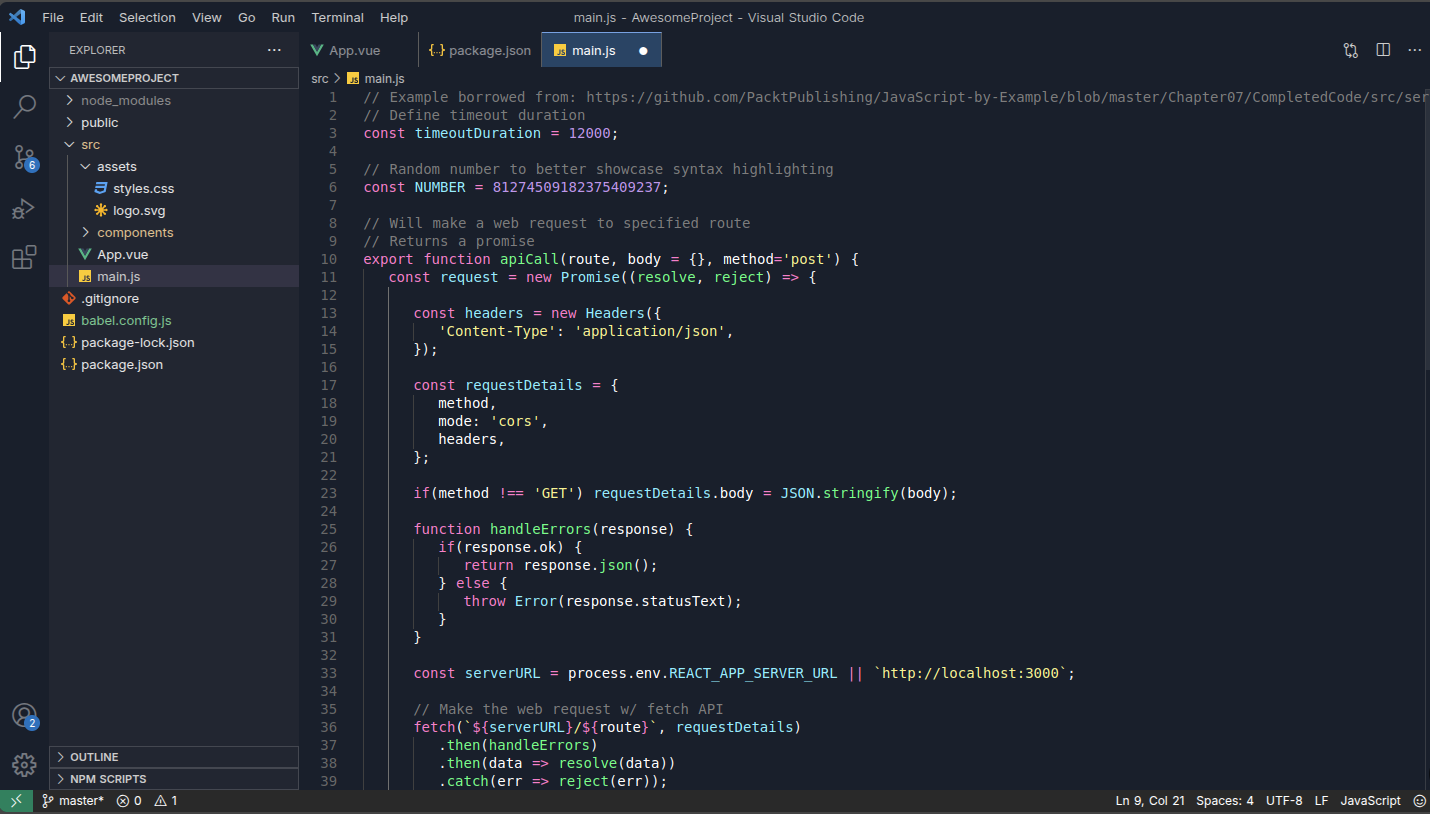 File Edit Selection View Go Run Terminal Help
main.js - AwesomeProject - Visual Studio Code
EXPLORER
AWESOMEPROJECT
node_modules
public
src
assets
styles.css
logo.svg
components
App.vue
JS main.js
.gitignore
JS babel.config.js
{..} package-lock.json
{..} package.json
OUTLINE
NPM SCRIPTS
6
2
App.vue
{..} package.json
JS main.js
src > JS main.js
1 // Example borrowed from: https://github.com/PacktPublishing/JavaScript-by-Example/blob/master/Chapter07/CompletedCode/src/ser
2 // Define timeout duration
3 const timeoutDuration = 12000;
4
5 // Random number to better showcase syntax highlighting
6 const NUMBER = 81274509182375409237;
7
8 // Will make a web request to specified route
9 // Returns a promise
10 export function apiCall(route, body = {}, method='post') {
11 const request = new Promise((resolve, reject) => {
12
13 const headers = new Headers({
14 'Content-Type': 'application/json',
15 });
16
17 const requestDetails = {
18 method,
19 mode: 'cors',
20 headers,
21 };
22
23 if(method !== 'GET') requestDetails.body = JSON.stringify(body);
24
25 function handleErrors(response) {
26 if(response.ok) {
27 return response.json();
28 } else {
29 throw Error(response.statusText);
30 }
31 }
32
33 const serverURL = process.env.REACT_APP_SERVER_URL || `http://localhost:3000`;
34
35 // Make the web request w/ fetch API
36 fetch(`${serverURL}/${route}`, requestDetails)
37 .then(handleErrors)
38 .then(data => resolve(data))
39 .catch(err => reject(err));
master* 0 1
Ln 9, Col 21 Spaces: 4 UTF-8 LF JavaScript